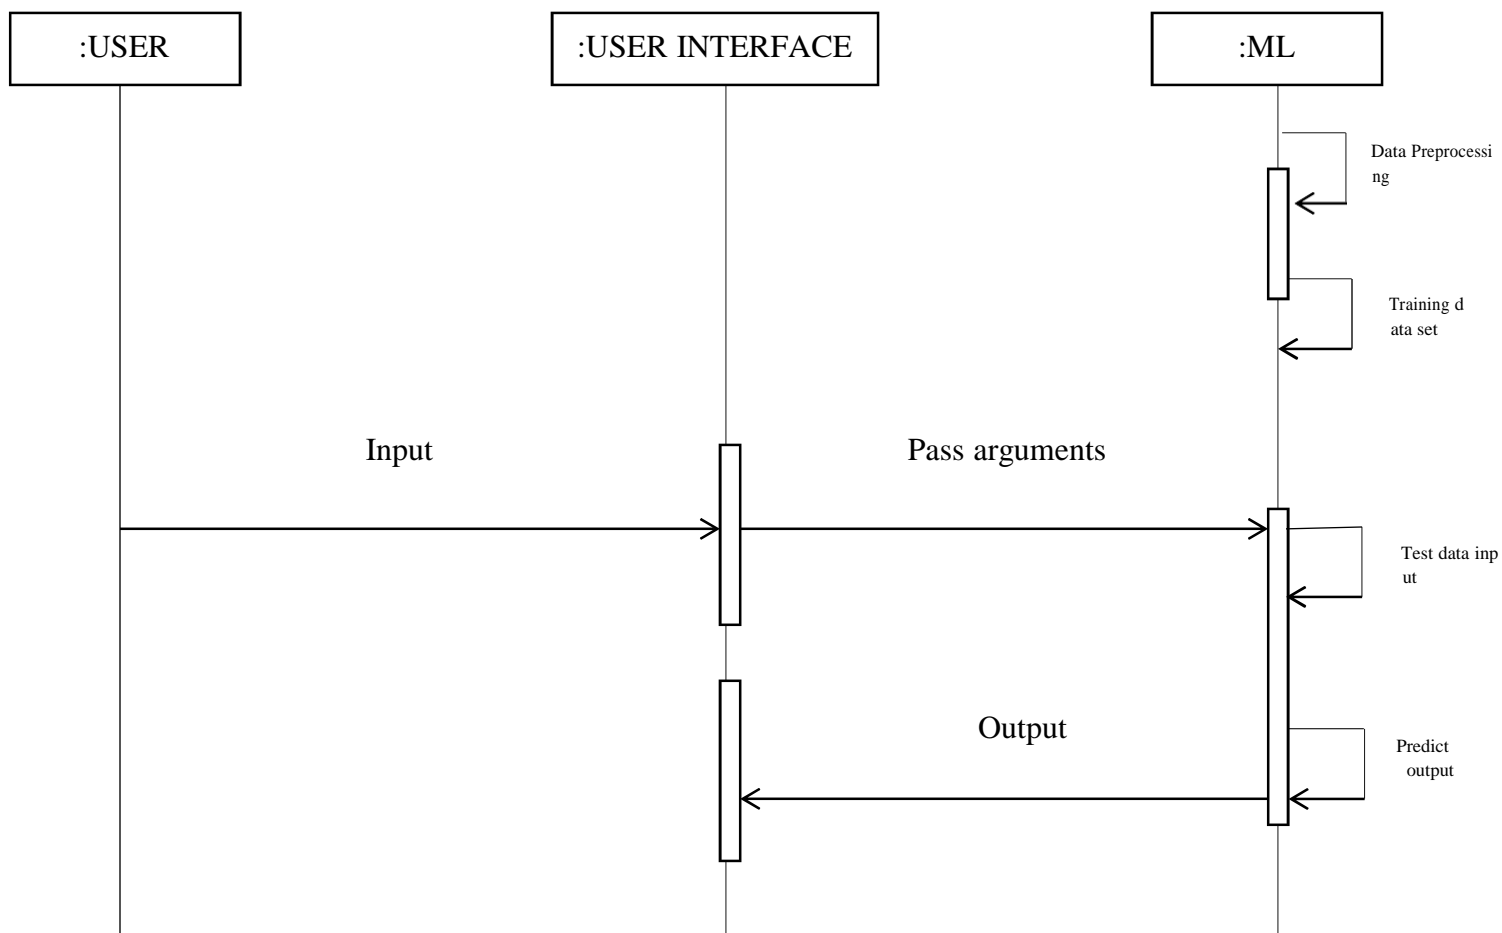 :USER
:USER INTERFACE
:ML
Data Preprocessi
ng
Training d
ata set
Input
Pass arguments
Test data inp
ut
Output
Predict
output